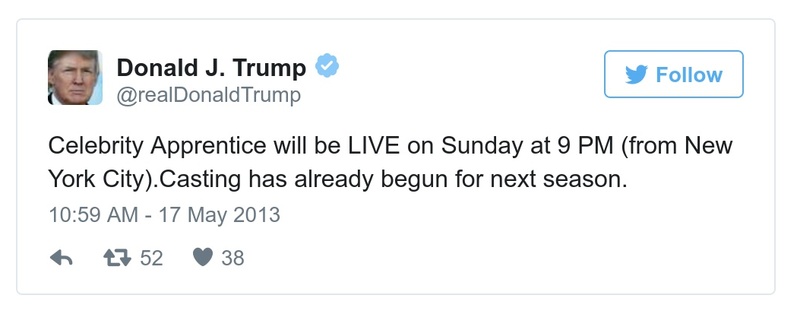 Donald J. Trump
@realDonaldTrump
Follow
Celebrity Apprentice will be LIVE on Sunday at 9 PM (from New
York City).Casting has already begun for next season.
10:59 AM - 17 May 2013
52 38